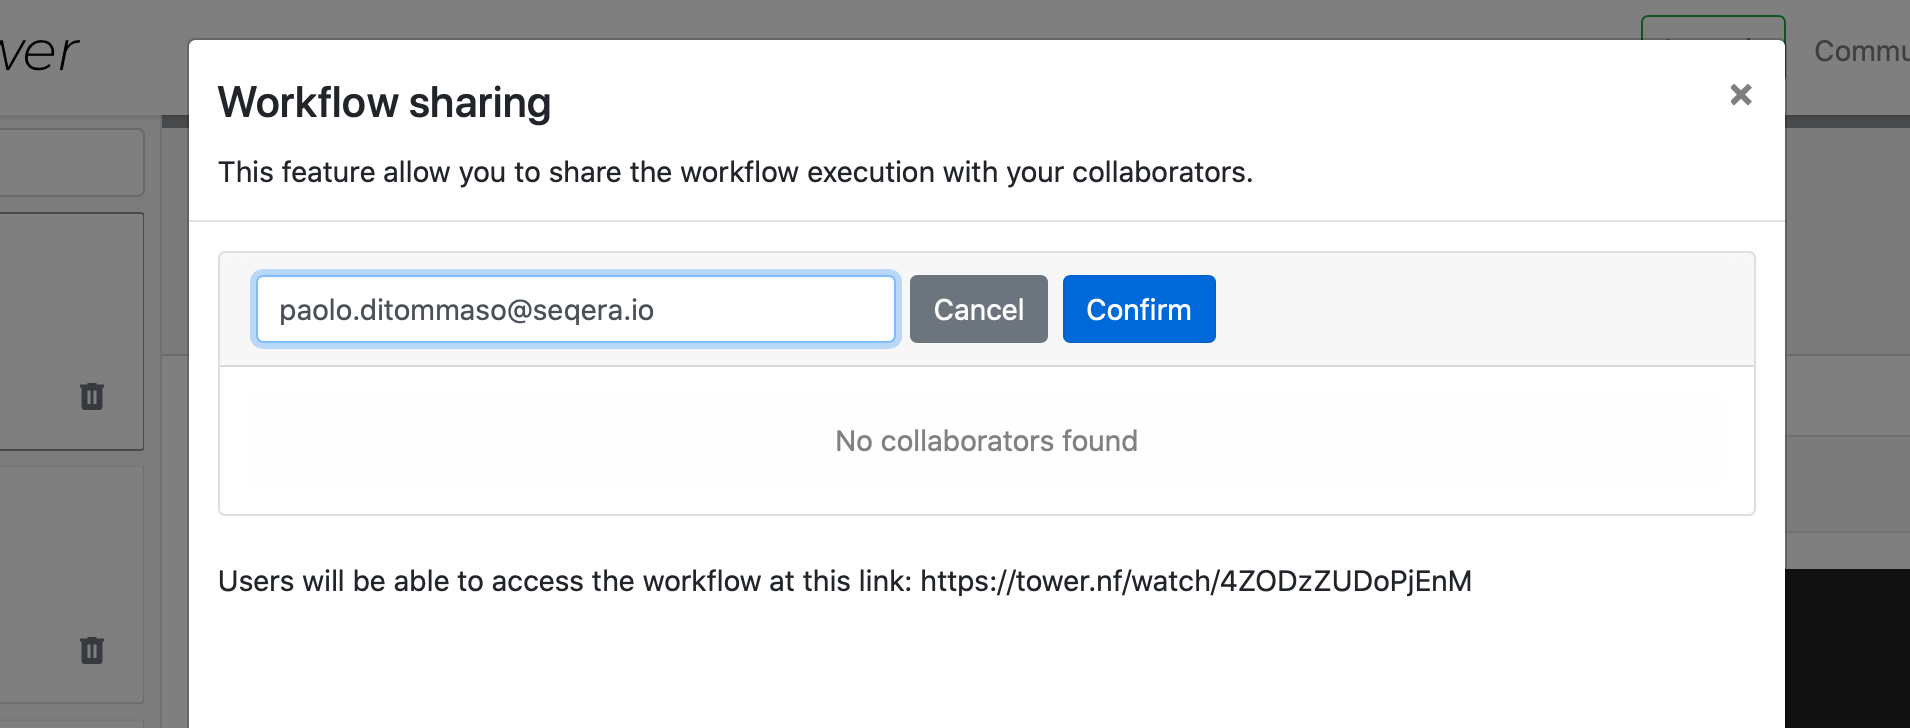 Workflow sharing
This feature allow you to share the workflow execution with your collaborators.
paolo.ditommaso@seqera.io
Cancel
Confirm
No collaborators found
Users will be able to access the workflow at this link: https://tower.nf/watch/4ZODzZUDoPjEnM